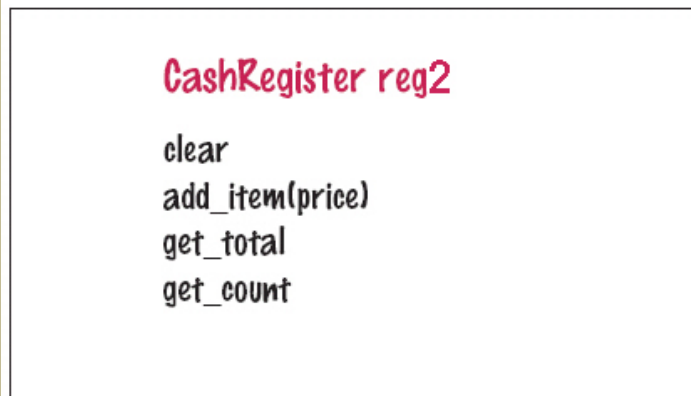 CashRegister reg2
clear
add_item(price)
get_total
get_count